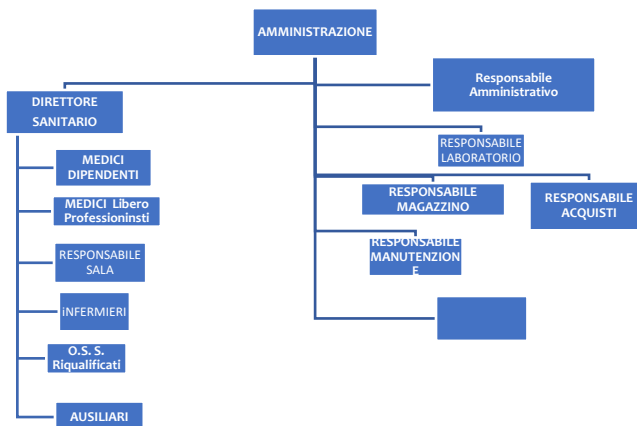 AMMINISTRAZIONE
Responsabile
Amministrativo
DIRETTORE
SANITARIO
RESPONSABILE
LABORATORIO
MEDICI
DIPENDENTI
RESPONSABILE
MAGAZZINO
RESPONSABILE
ACQUISTI
MEDICI Libero
Professioninsti
RESPONSABILE
MANUTENZION
E
RESPONSABILE
SALA
iNFERMIERI
O.S. S.
Riqualificati
AUSILIARI